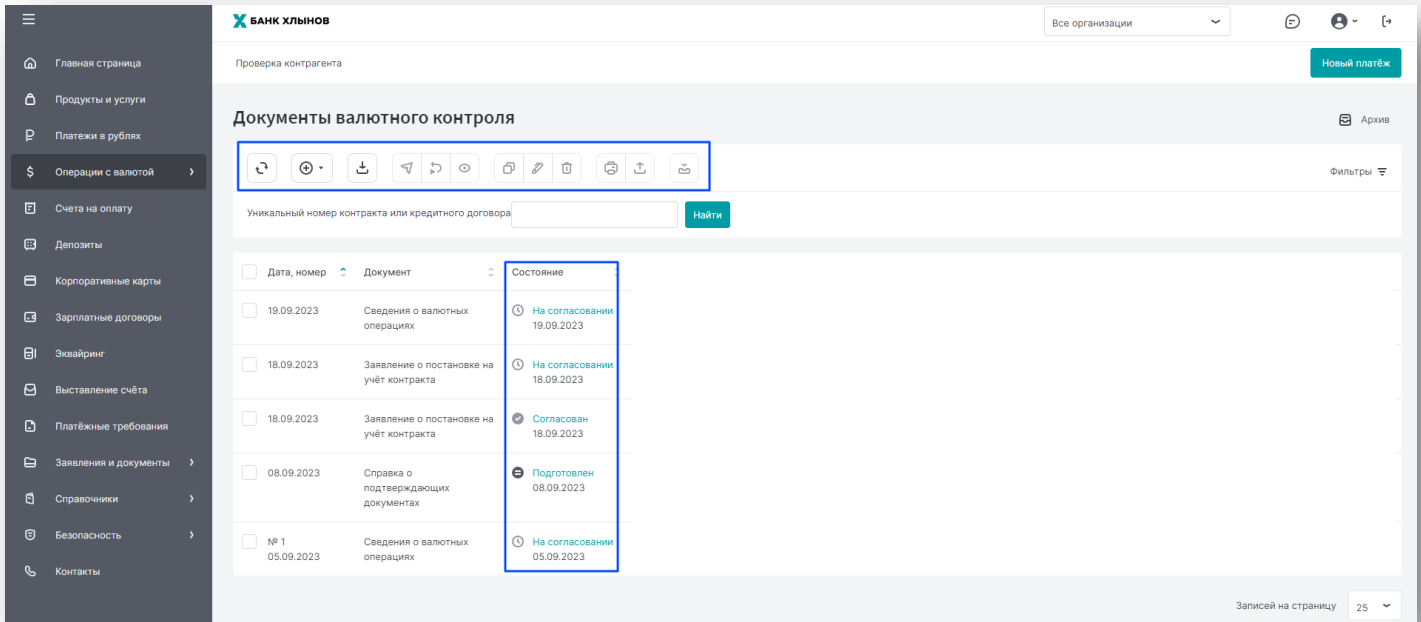 БАНК ХЛЫНОВ
Все организации
Главная страница
Продукты и услуги
Платежи в рублях
Операции с валютой
Счета на оплату
Депозиты
Корпоративные карты
Зарплатные договоры
Эквайринг
Выставление счёта
Платёжные требования
Заявления и документы
Справочники
Безопасность
Контакты
Проверка контрагента
Новый платёж
Документы валютного контроля
Архив
Фильтры
Уникальный номер контракта или кредитного договора
Найти
Дата, номер Документ Состояние
19.09.2023 Сведения о валютных На согласовании
операциях 19.09.2023
18.09.2023 Заявление о постановке на На согласовании
учёт контракта 18.09.2023
18.09.2023 Заявление о постановке на Согласован
учёт контракта 18.09.2023
08.09.2023 Справка о Подготовлен
подтверждающих 08.09.2023
документах
№ 1 Сведения о валютных На согласовании
05.09.2023 операциях 05.09.2023
Записей на страницу 25